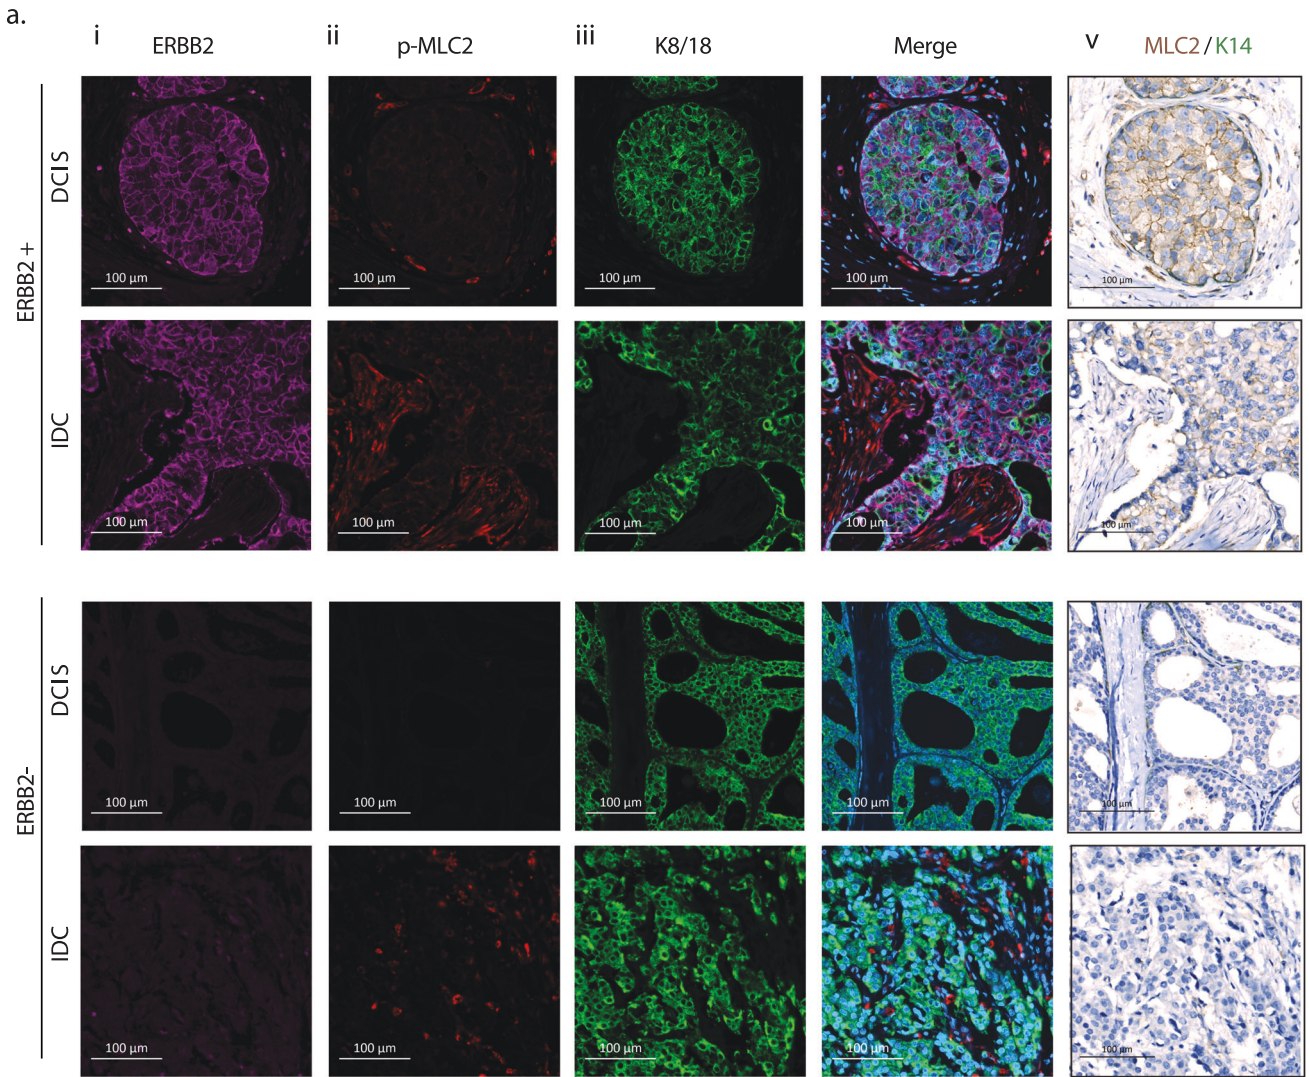 a.
i ERBB2 ii p-MLC2 iii K8/18 Merge v MLC2/K14
ERBB2 +
DCIS
100 µm 100 µm 100 µm 100 µm 100 µm
IDC
100 µm 100 µm 100 µm 100 µm 100 µm
ERBB2-
DCIS
100 µm 100 µm 100 µm 100 µm 100 µm
IDC
100 µm 100 µm 100 µm 100 µm 100 µm